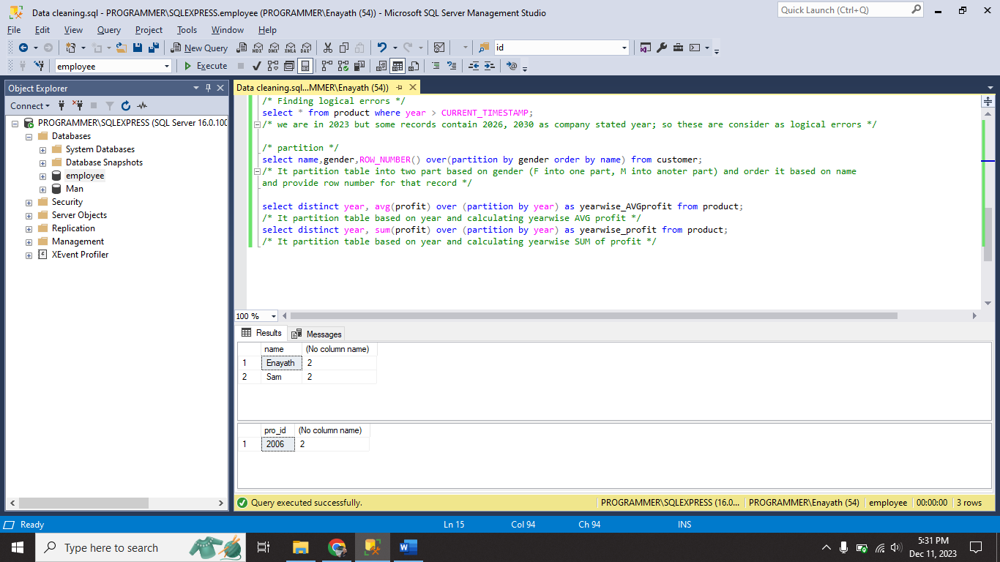 Data cleaning.sql - PROGRAMMER\SQLEXPRESS.employee (PROGRAMMER\Enayath (54)) - Microsoft SQL Server Management Studio
Quick Launch (Ctrl+Q)
File Edit View Query Project Tools Window Help
New Query MDX DMX XMLA DAX id
employee Execute
Object Explorer
Connect
PROGRAMMER\SQLEXPRESS (SQL Server 16.0.100
Databases
System Databases
Database Snapshots
employee
Man
Security
Server Objects
Replication
Management
XEvent Profiler
Data cleaning.sql...MMER\Enayath (54))
/* Finding logical errors */
select * from product where year > CURRENT_TIMESTAMP;
/* we are in 2023 but some records contain 2026, 2030 as company stated year; so these are consider as logical errors */
/* partition */
select name,gender,ROW_NUMBER() over(partition by gender order by name) from customer;
/* It partition table into two part based on gender (F into one part, M into anoter part) and order it based on name
and provide row number for that record */
select distinct year, avg(profit) over (partition by year) as yearwise_AVGprofit from product;
/* It partition table based on year and calculating yearwise AVG profit */
select distinct year, sum(profit) over (partition by year) as yearwise_profit from product;
/* It partition table based on year and calculating yearwise SUM of profit */
100 %
Results Messages
name (No column name)
1 Enayath 2
2 Sam 2
pro_id (No column name)
1 2006 2
Query executed successfully. PROGRAMMER\SQLEXPRESS (16.0... PROGRAMMER\Enayath (54) employee 00:00:00 3 rows
Ready Ln 15 Col 94 Ch 94 INS
Type here to search
5:31 PM
Dec 11, 2023